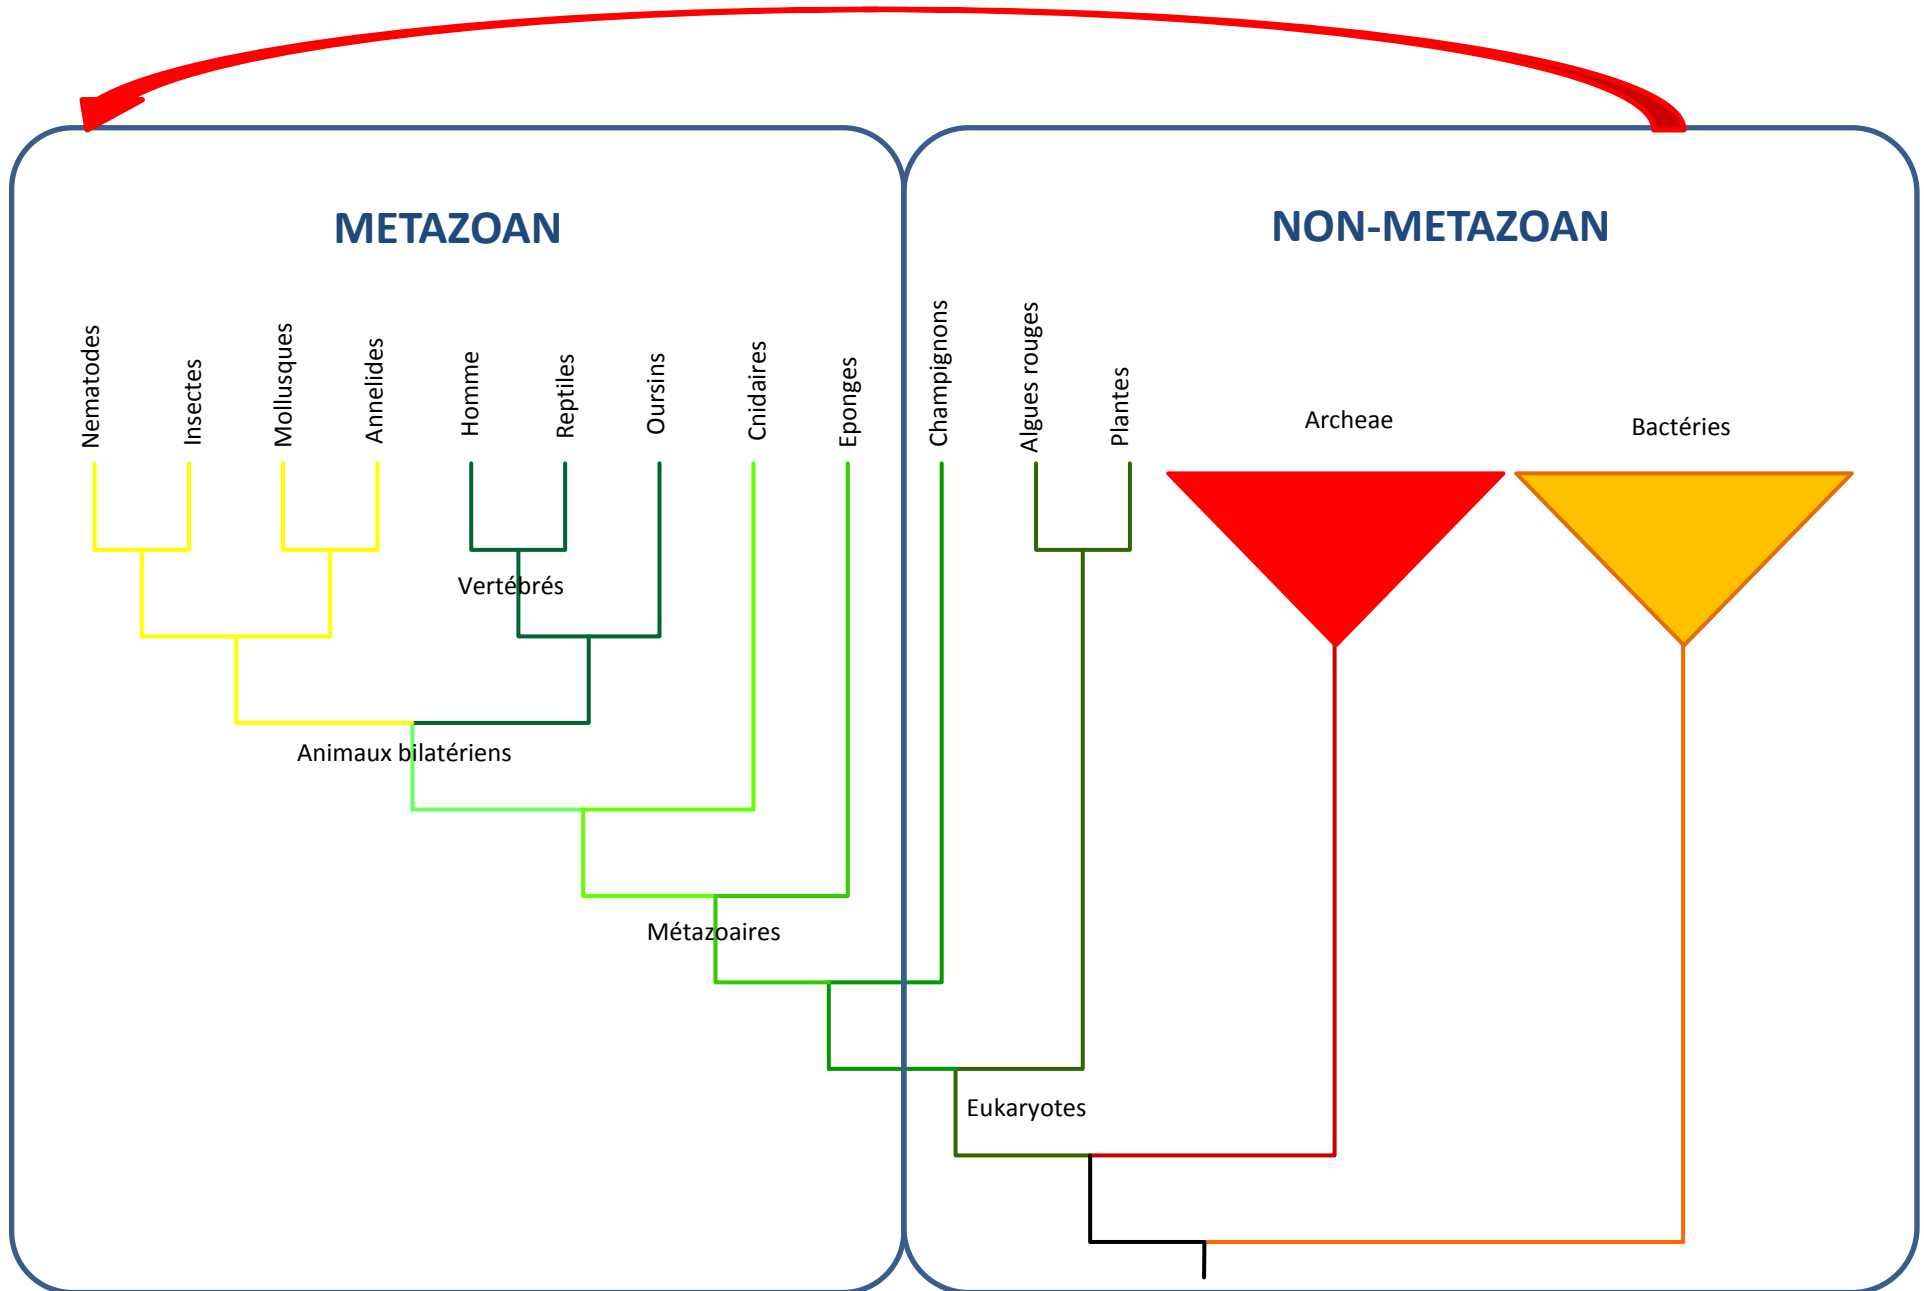 METAZOAN
NON-METAZOAN
Nematodes
Insectes
Mollusques
Annelides
Homme
Reptiles
Oursins
Cnidaires
Eponges
Champignons
Algues rouges
Plantes
Archeae
Bactéries
Vertébrés
Animaux bilatériens
Métazoaires
Eukaryotes